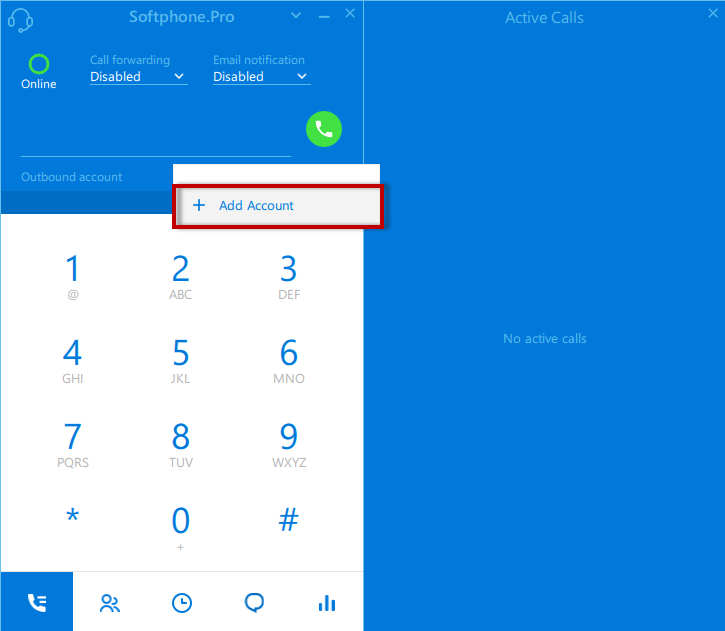 Softphone.Pro
Active Calls
Call forwarding
Email notification
Disabled
Disabled
Online
Outbound account
+ Add Account
1
2
3
@
ABC
DEF
4
5
6
GHI
JKL
MNO
No active calls
7
8
9
PQRS
TUV
WXYZ
*
0
#
+